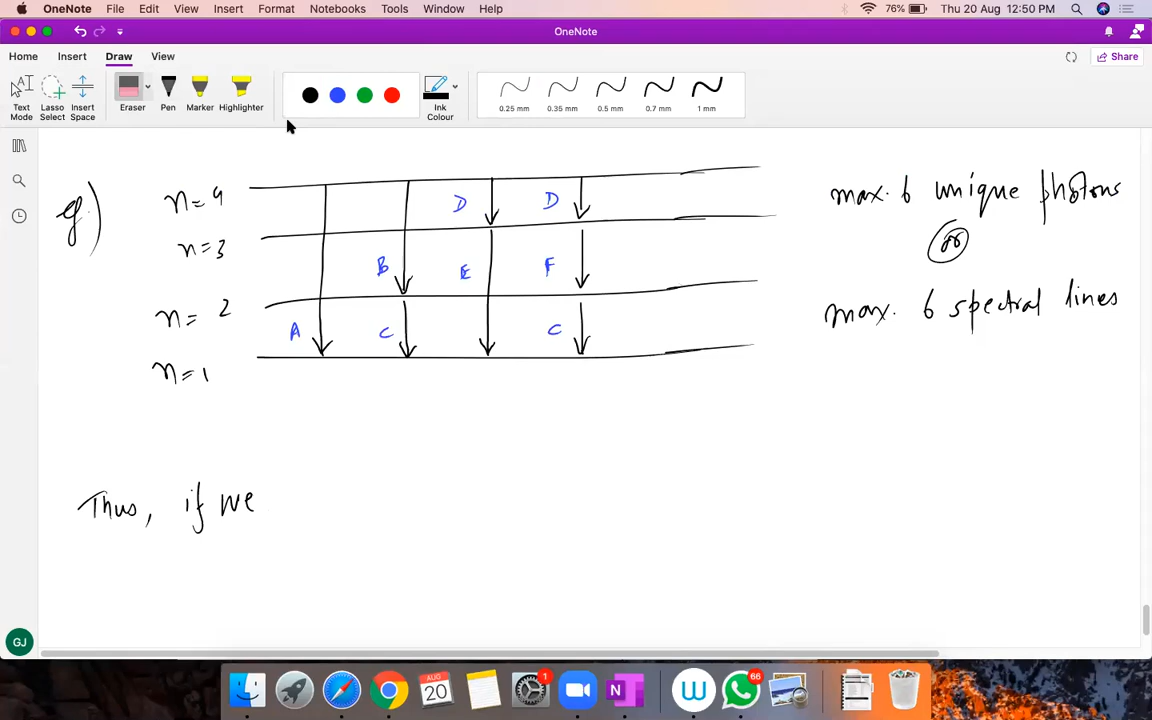 OneNote File Edit View Insert Format Notebooks Tools Window Help 76% Thu 20 Aug 12:50 PM
OneNote
Home Insert Draw View Share
Text Mode Lasso Select Insert Space Eraser Pen Marker Highlighter Ink Colour 0.25 mm 0.35 mm 0.5 mm 0.7 mm 1 mm
n=4 D D max. 6 unique photons
n=3 or
B E F
n=2 max. 6 spectral lines
A C C
n=1
Thus, if we
GJ
AUG 20 1 N W 66